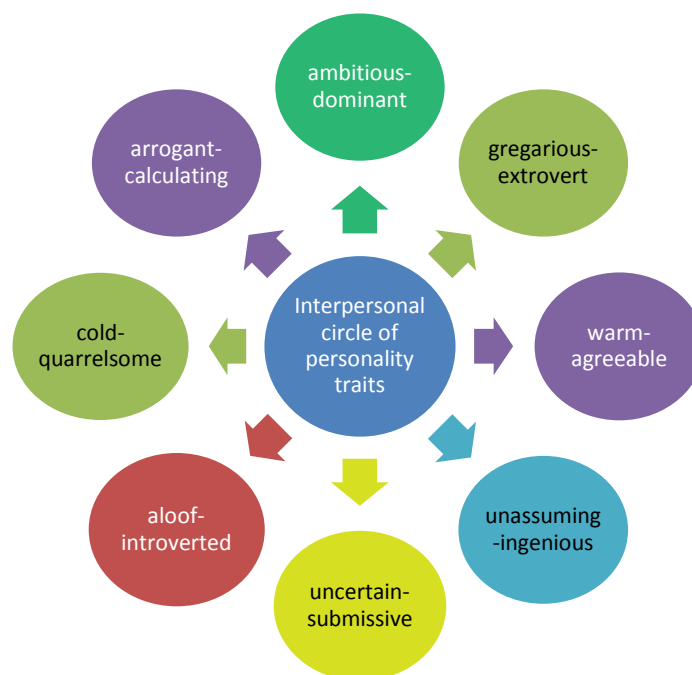 ambitious-
dominant
gregarious-
extrovert
warm-
agreeable
unassuming
-ingenious
uncertain-
submissive
aloof-
introverted
cold-
quarrelsome
arrogant-
calculating
Interpersonal
circle of
personality
traits